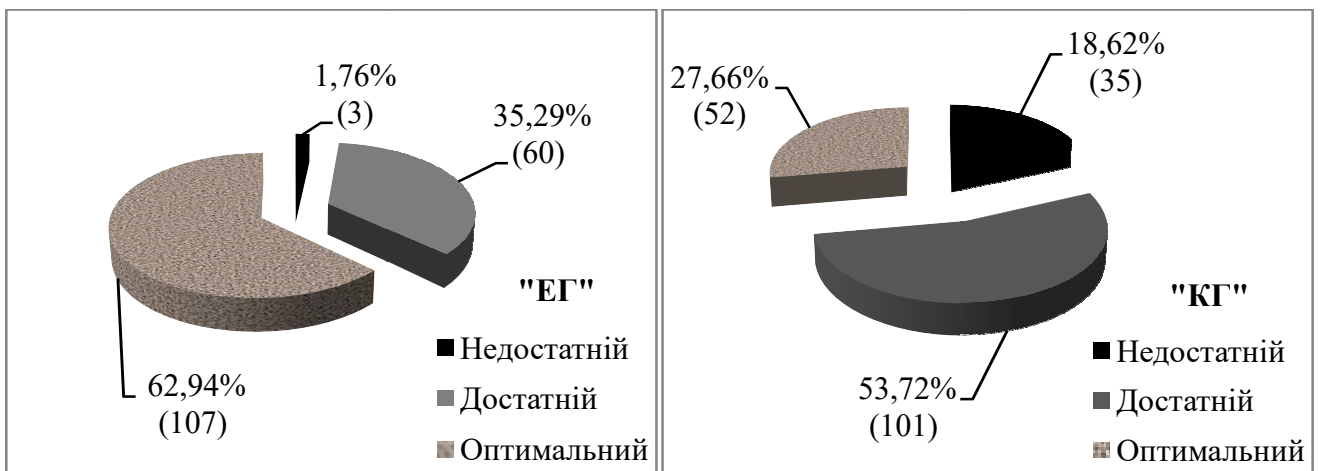 1,76%
(3)
35,29%
(60)
"ЕГ"
Недостатній
62,94%
(107)
Достатній
Оптимальний
18,62%
(35)
27,66%
(52)
"КГ"
Недостатній
53,72%
(101)
Достатній
Оптимальний